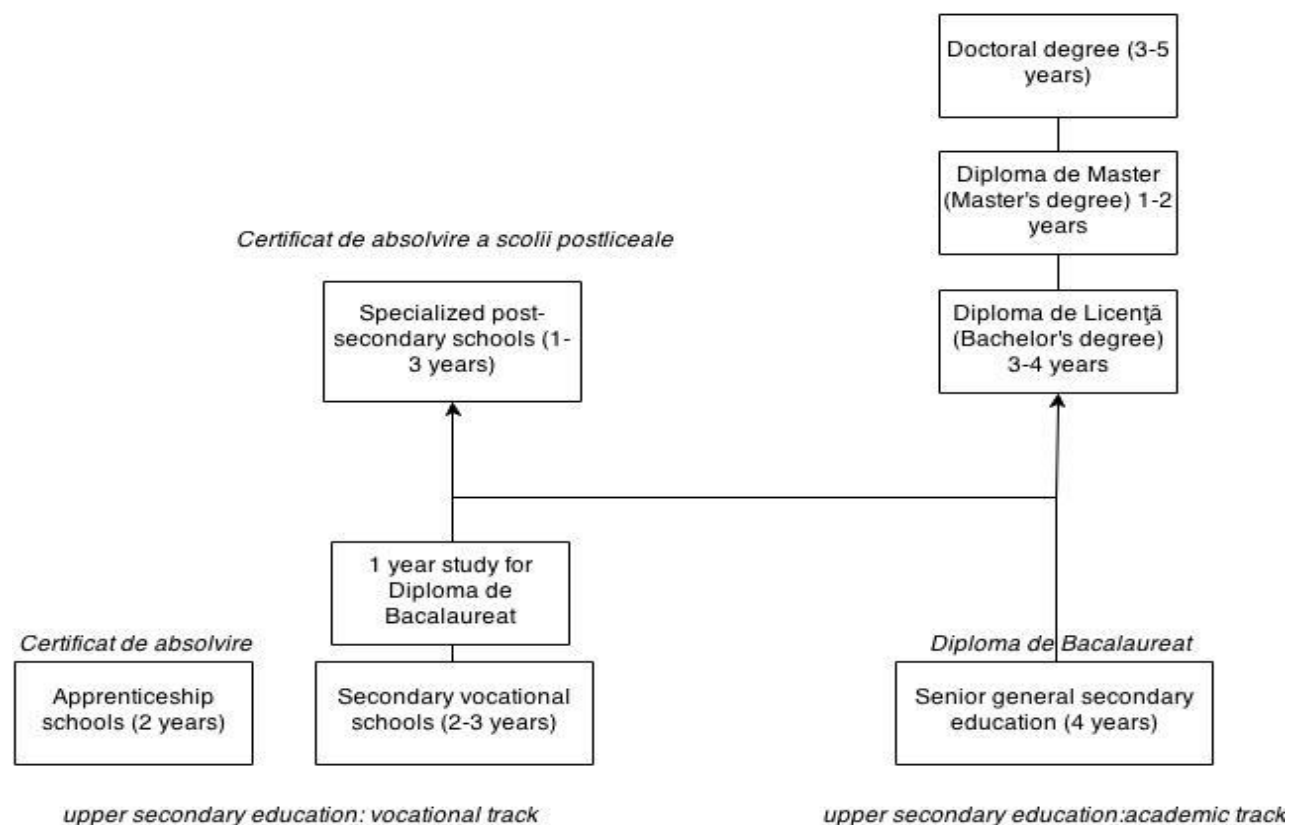 Doctoral degree (3-5
years)
Diploma de Master
(Master's degree) 1-2
years
Certificat de absolvire a scolii postliceale
Specialized post-
secondary schools (1-
3 years)
Diploma de Licenţă
(Bachelor's degree)
3-4 years
1 year study for
Diploma de
Bacalaureat
Certificat de absolvire
Apprenticeship
schools (2 years)
Secondary vocational
schools (2-3 years)
Diploma de Bacalaureat
Senior general secondary
education (4 years)
upper secondary education: vocational track
upper secondary education:academic track